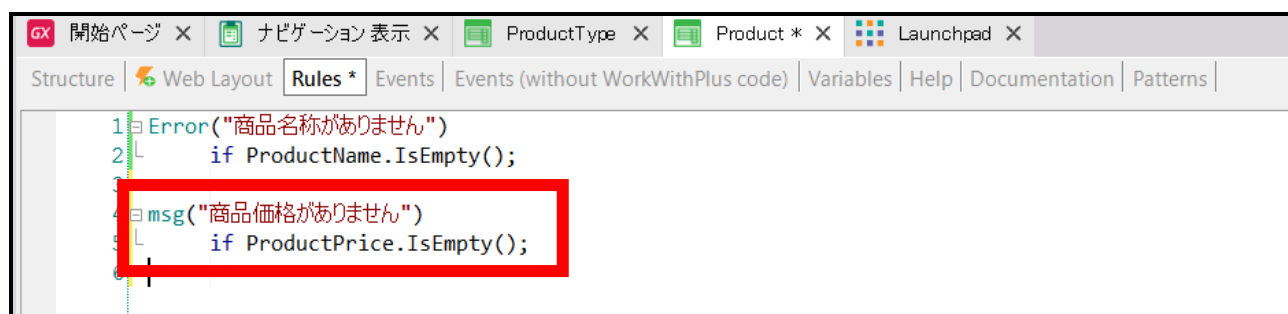 GX 開始ページ × ナビゲーション 表示 × ProductType × Product * × Launchpad ×
Structure | Web Layout | Rules * | Events | Events (without WorkWithPlus code) | Variables | Help | Documentation | Patterns |
1 Error("商品名称がありません")
2 if ProductName.IsEmpty();
3
4 msg("商品価格がありません")
5 if ProductPrice.IsEmpty();
6